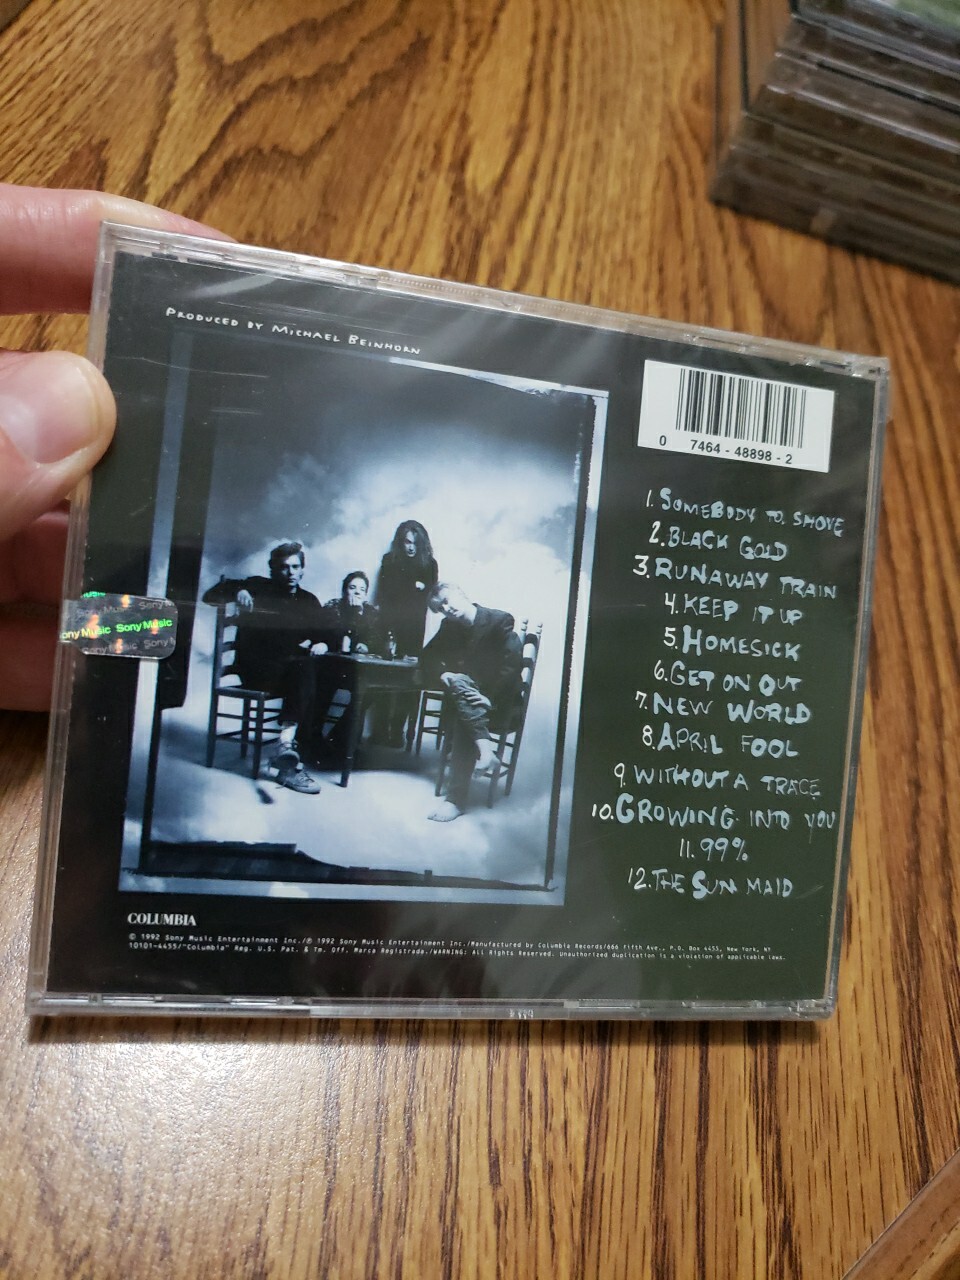 PRODUCED BY MICHAEL BEINHORN
0 7464-48898-2
1. SOMEBODY TO SHOVE
2. BLACK GOLD
3. RUNAWAY TRAIN
4. KEEP IT UP
5. HOMESICK
6. GET ON OUT
7. NEW WORLD
8. APRIL FOOL
9. WITHOUT A TRACE
10. GROWING INTO YOU
11. 99%
12. THE SUN MAID
Sony Music
COLUMBIA
© 1992 Sony Music Entertainment Inc./℗ 1992 Sony Music Entertainment Inc./Manufactured by Columbia Records/666 Fifth Ave., P.O. Box 4455, New York, NY
10101-4455/"Columbia" Reg. U.S. Pat. & Tm. Off. Marca Registrada./WARNING: All Rights Reserved. Unauthorized duplication is a violation of applicable laws.